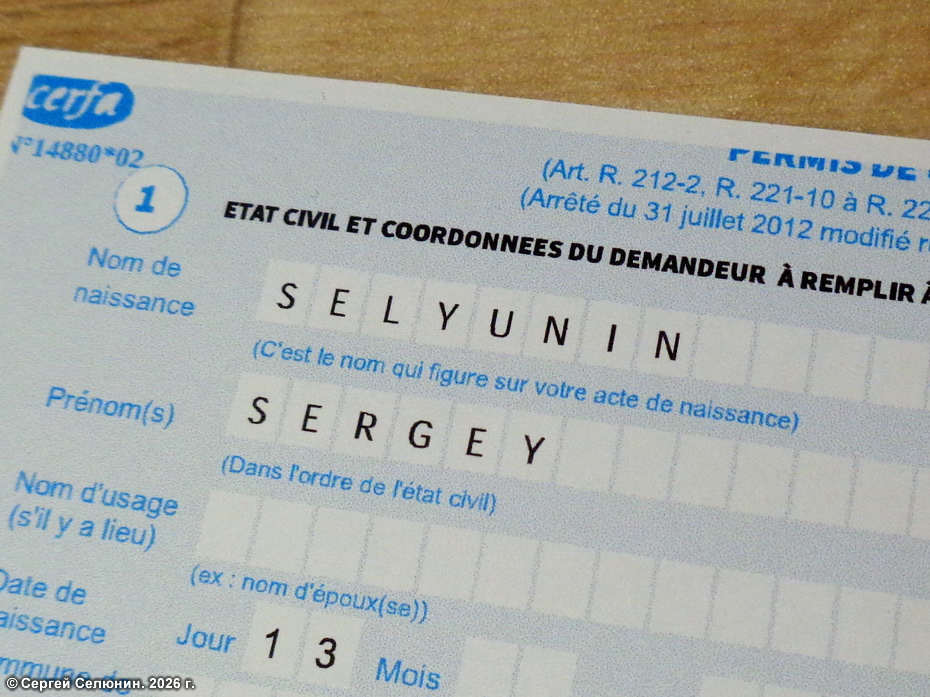 cerfa
N°14880*02
PERMIS DE
(Art. R. 212-2, R. 221-10 à R. 22
(Arrêté du 31 juillet 2012 modifié r
1
ETAT CIVIL ET COORDONNEES DU DEMANDEUR À REMPLIR À
Nom de
naissance
SELYUNIN
(C'est le nom qui figure sur votre acte de naissance)
Prénom(s)
SERGEY
(Dans l'ordre de l'état civil)
Nom d'usage
(s'il y a lieu)
(ex : nom d'époux(se))
Date de
naissance
Jour 13 Mois
© Сергей Селюнин. 2026 г.